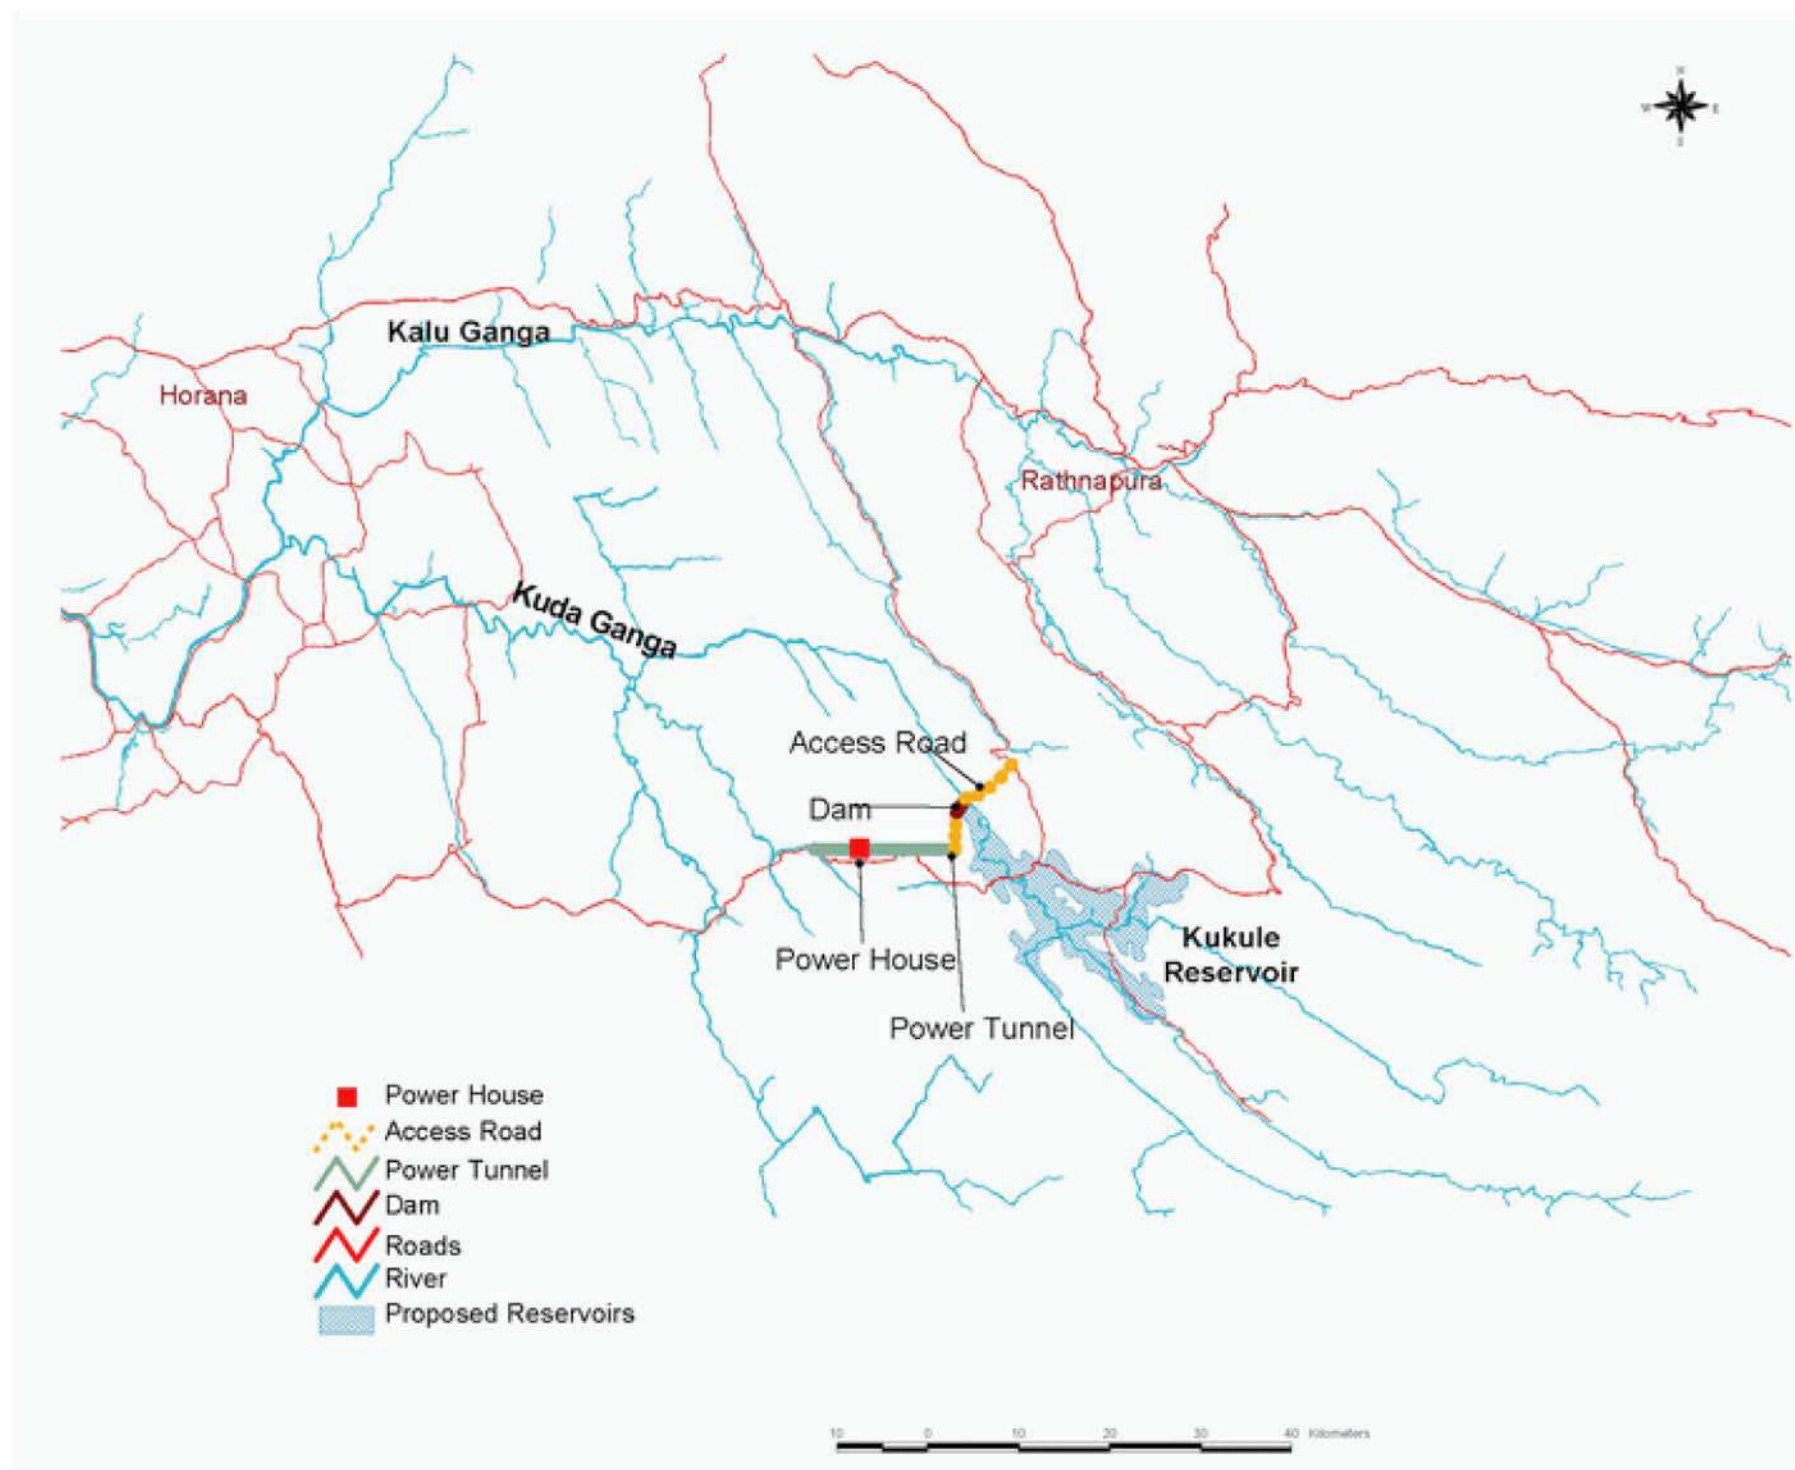 N
W E
S
Kalu Ganga
Horana
Rathnapura
Kuda Ganga
Access Road
Dam
Kukule
Reservoir
Power House
Power Tunnel
Power House
Access Road
Power Tunnel
Dam
Roads
River
Proposed Reservoirs
10 0 10 20 30 40 Kilometers